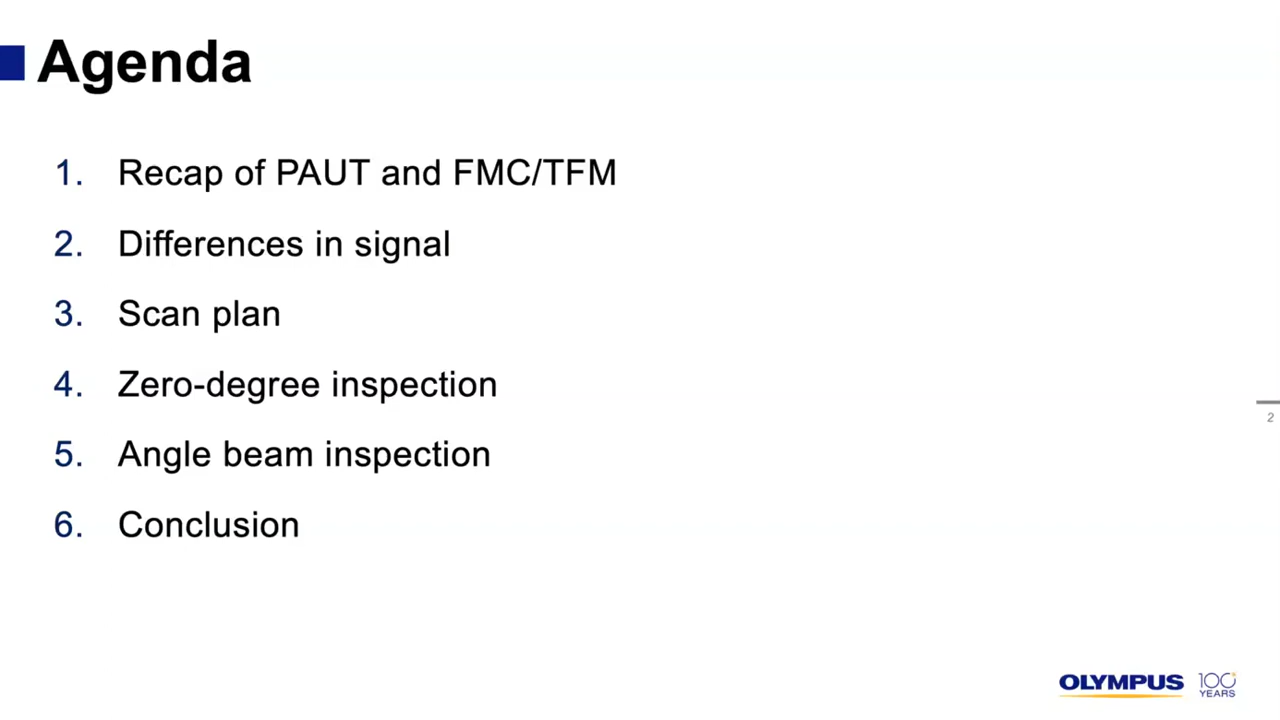 Agenda
1. Recap of PAUT and FMC/TFM
2. Differences in signal
3. Scan plan
4. Zero-degree inspection
5. Angle beam inspection
6. Conclusion
2
OLYMPUS 100 YEARS